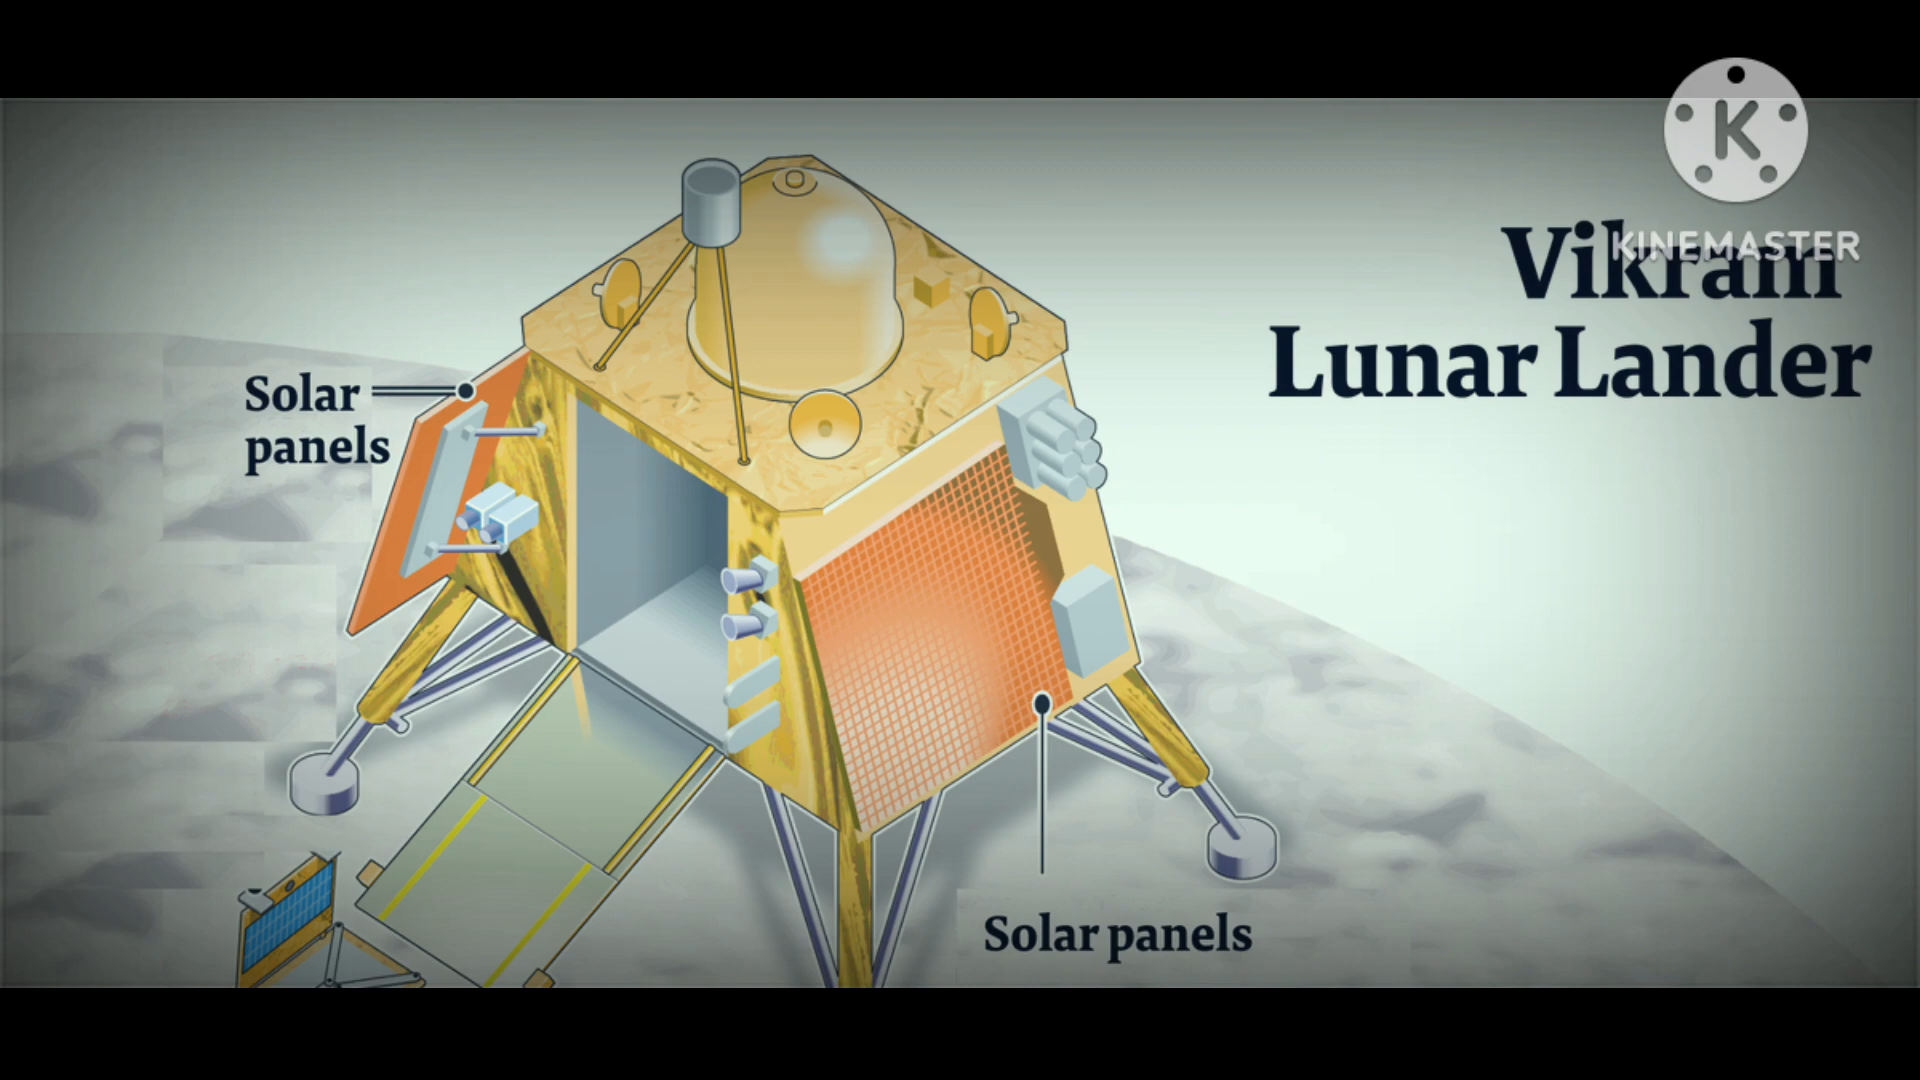 K
KINEMASTER
Vikram
Lunar Lander
Solar
panels
Solar panels